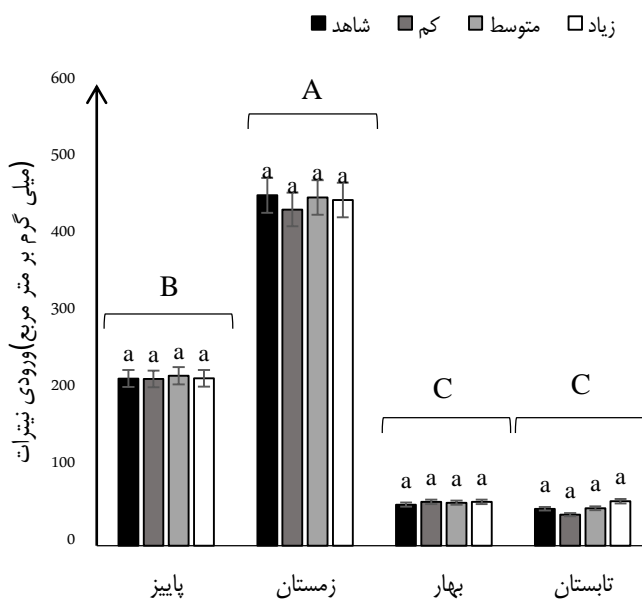 شاهد کم متوسط زیاد
600
500
400
300
200
100
0
ورودی نیترات(میلی گرم بر متر مربع)
A
a a a a
B
a a a a
C
a a a a
C
a a a a
پاییز زمستان بهار تابستان